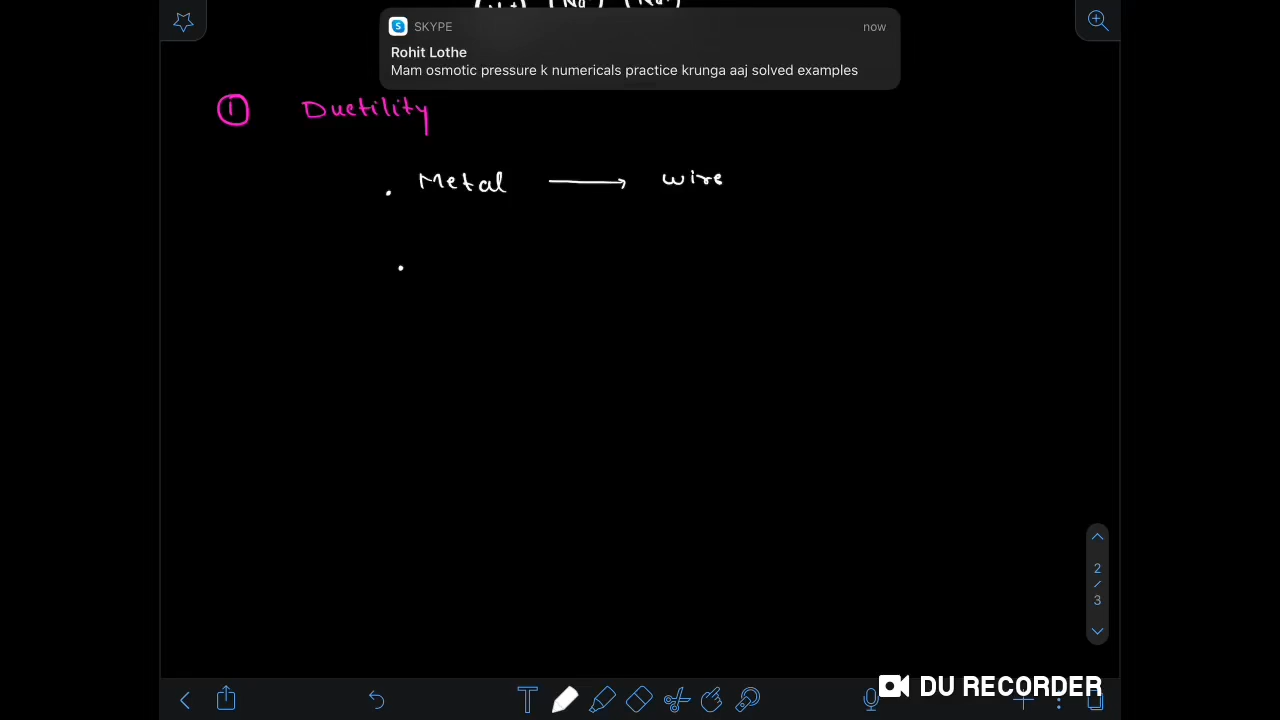 SKYPE now
Rohit Lothe
Mam osmotic pressure k numericals practice krunga aaj solved examples
① Ductility
. Metal → wire
.
2
/
3
T
DU RECORDER